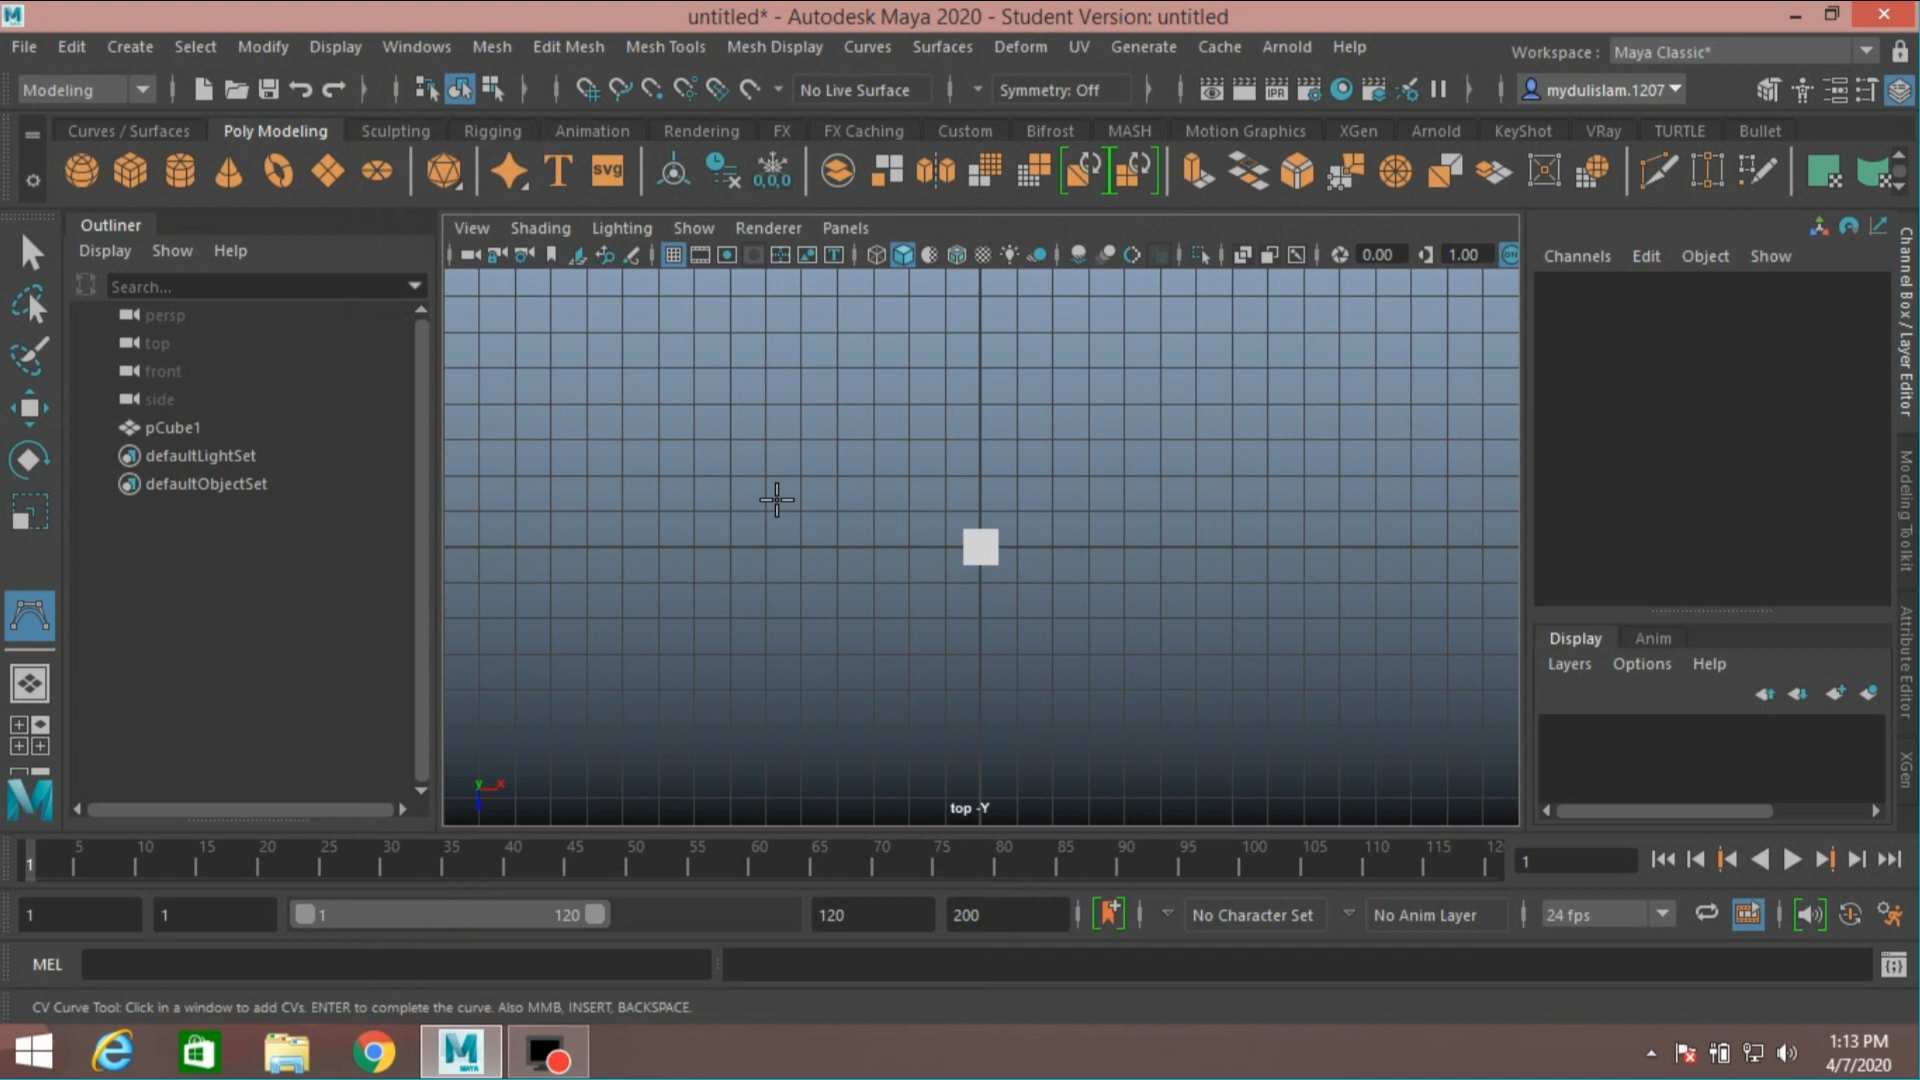 untitled* - Autodesk Maya 2020 - Student Version: untitled
File Edit Create Select Modify Display Windows Mesh Edit Mesh Mesh Tools Mesh Display Curves Surfaces Deform UV Generate Cache Arnold Help
Workspace : Maya Classic*
Modeling No Live Surface Symmetry: Off IPR mydulislam.1207
Curves / Surfaces Poly Modeling Sculpting Rigging Animation Rendering FX FX Caching Custom Bifrost MASH Motion Graphics XGen Arnold KeyShot VRay TURTLE Bullet
T SVG 0,0,0
Outliner
Display Show Help
Search...
persp
top
front
side
pCube1
defaultLightSet
defaultObjectSet
View Shading Lighting Show Renderer Panels
0.00 1.00 ON
y x
top -Y
Channels Edit Object Show
Display Anim
Layers Options Help
Channel Box / Layer Editor
Modeling Toolkit
Attribute Editor
XGen
1 5 10 15 20 25 30 35 40 45 50 55 60 65 70 75 80 85 90 95 100 105 110 115 12
1
1 1 1 120 120 200 No Character Set No Anim Layer 24 fps
MEL
CV Curve Tool: Click in a window to add CVs. ENTER to complete the curve. Also MMB, INSERT, BACKSPACE.
MAYA
1:13 PM
4/7/2020